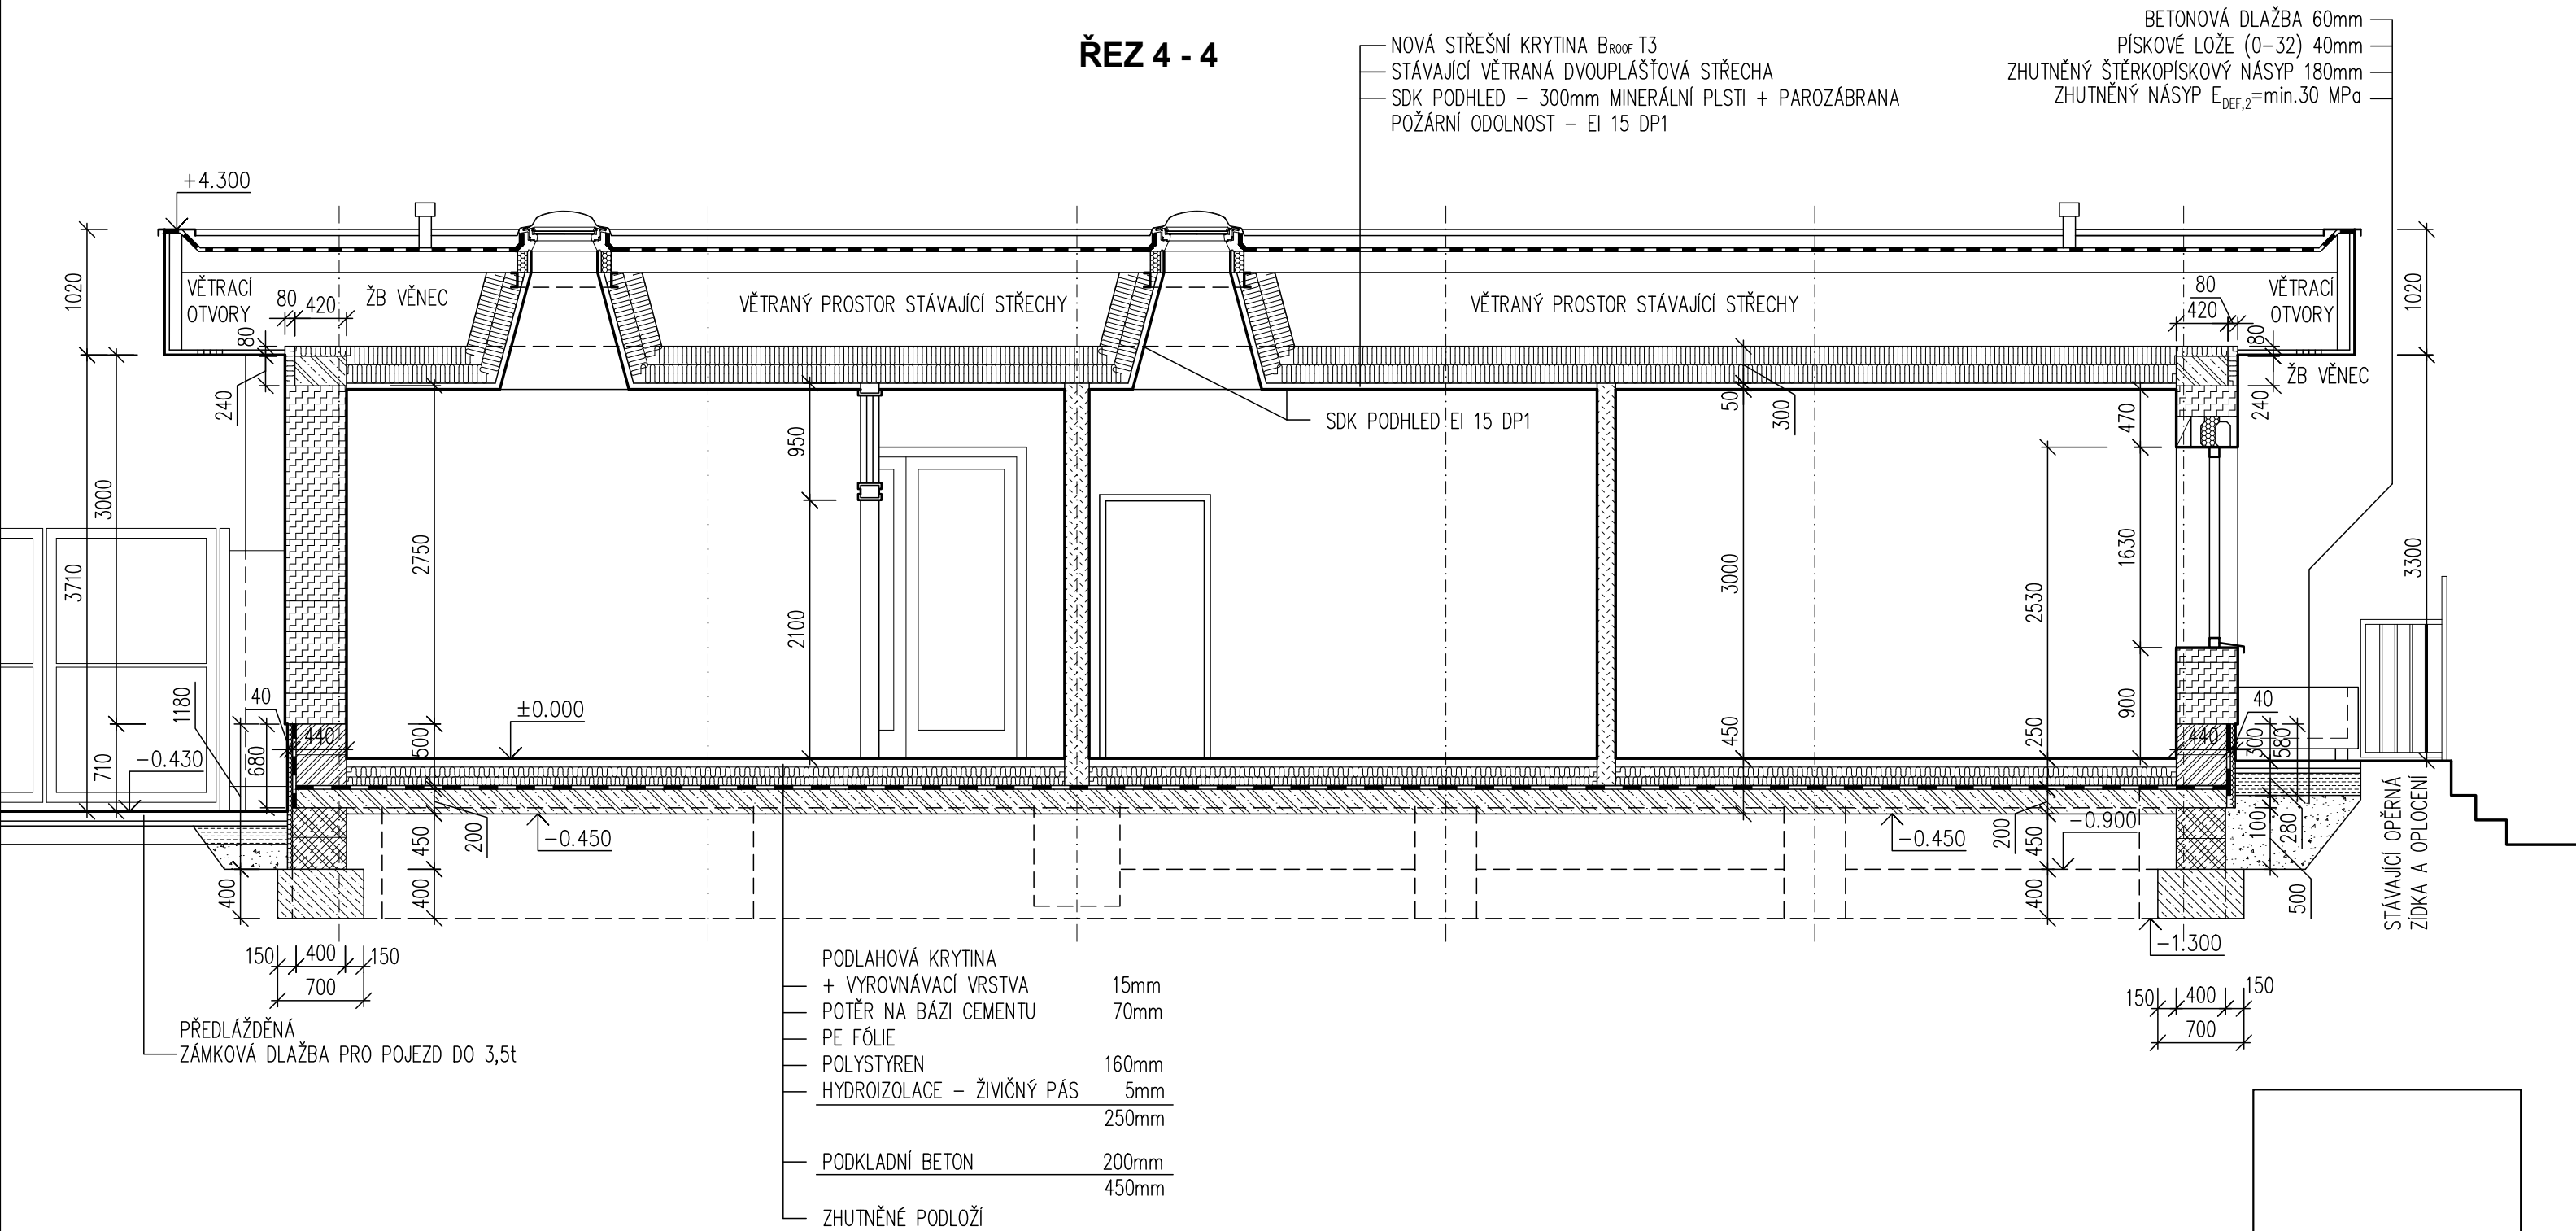 ŘEZ 4 - 4
NOVÁ STŘEŠNÍ KRYTINA BROOF T3
STÁVAJÍCÍ VĚTRANÁ DVOUPLÁŠŤOVÁ STŘECHA
SDK PODHLED – 300mm MINERÁLNÍ PLSTI + PAROZÁBRANA
POŽÁRNÍ ODOLNOST – EI 15 DP1
BETONOVÁ DLAŽBA 60mm
PÍSKOVÉ LOŽE (0–32) 40mm
ZHUTNĚNÝ ŠTĚRKOPÍSKOVÝ NÁSYP 180mm
ZHUTNĚNÝ NÁSYP EDEF,2=min.30 MPa
+4.300
1020
VĚTRACÍ
OTVORY
80
420
ŽB VĚNEC
80
240
VĚTRANÝ PROSTOR STÁVAJÍCÍ STŘECHY
VĚTRANÝ PROSTOR STÁVAJÍCÍ STŘECHY
80
420
VĚTRACÍ
OTVORY
80
1020
ŽB VĚNEC
240
SDK PODHLED EI 15 DP1
50
300
470
950
3000
3710
2750
2100
3000
2530
1630
3300
1180
40
±0.000
900
40
710
-0.430
680
440
500
450
250
440
300
580
200
450
-0.450
-0.450
200
450
-0.900
100
280
400
400
400
500
-1.300
STÁVAJÍCÍ OPĚRNÁ
ZÍDKA A OPLOCENÍ
150
400
150
700
150
400
150
700
PŘEDLÁŽDĚNÁ
ZÁMKOVÁ DLAŽBA PRO POJEZD DO 3,5t
PODLAHOVÁ KRYTINA
+ VYROVNÁVACÍ VRSTVA 15mm
POTĚR NA BÁZI CEMENTU 70mm
PE FÓLIE
POLYSTYREN 160mm
HYDROIZOLACE – ŽIVIČNÝ PÁS 5mm
250mm
PODKLADNÍ BETON 200mm
450mm
ZHUTNĚNÉ PODLOŽÍ